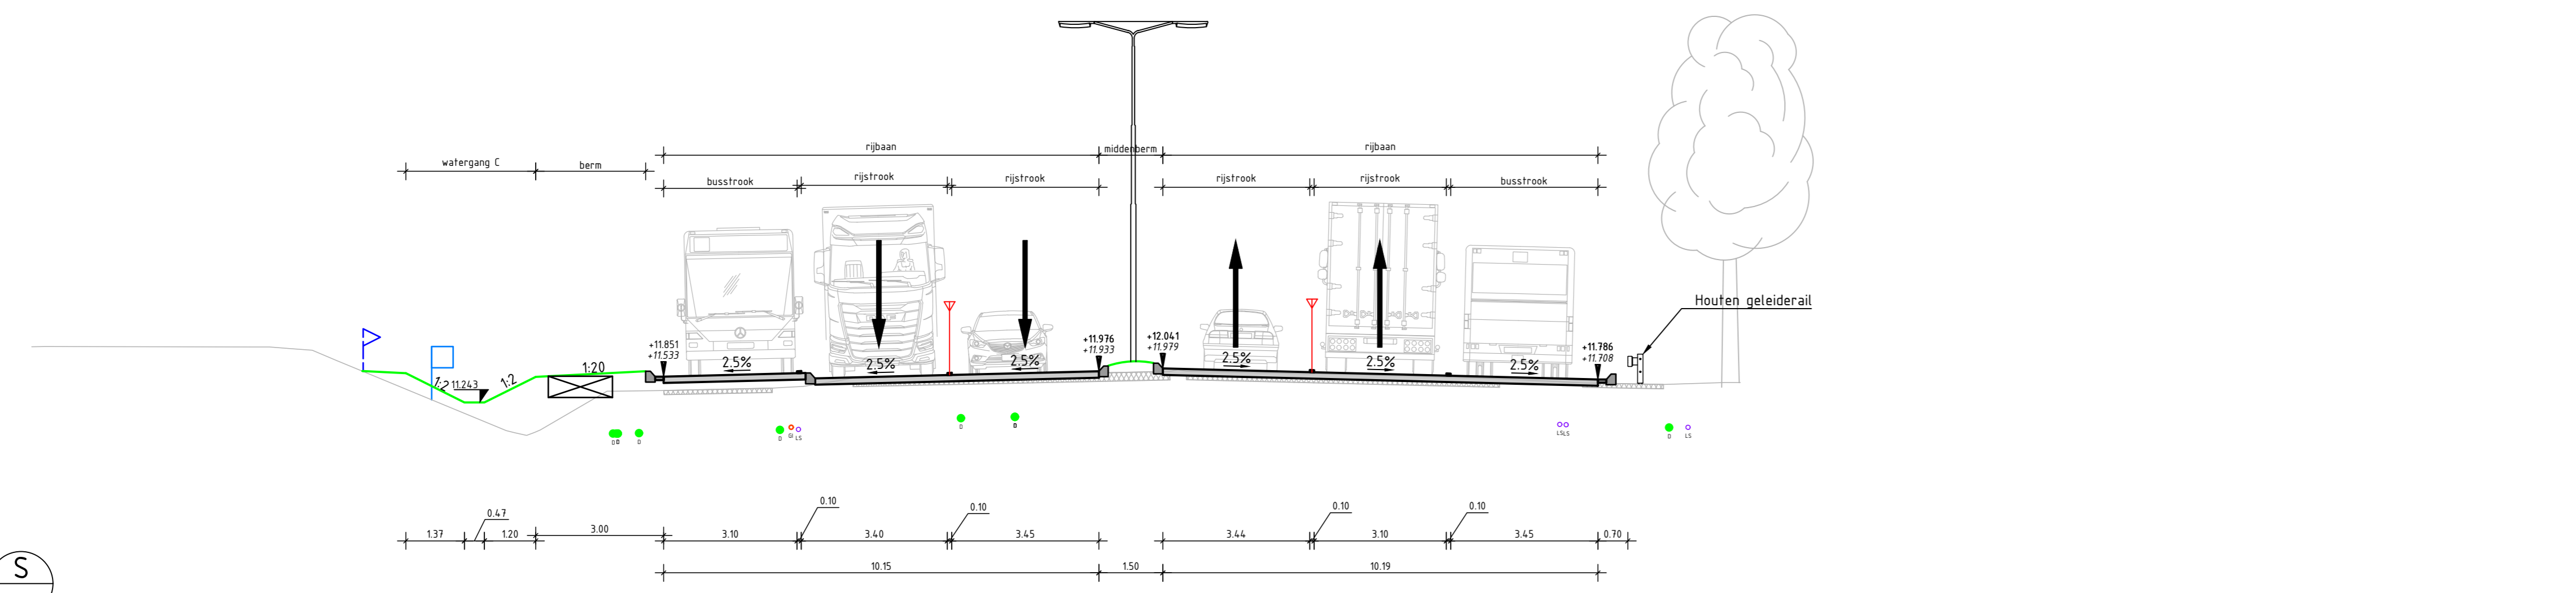 watergang C
berm
rijbaan
middenberm
rijbaan
busstrook
rijstrook
rijstrook
rijstrook
rijstrook
busstrook
Houten geleiderail
+11.851
+11.533
+11.976
+11.933
+12.041
+11.979
+11.786
+11.708
1:2
11.243
1:2
1:20
2.5%
2.5%
2.5%
2.5%
2.5%
2.5%
D
D
D
LS
D
D
LSLS
D
LS
0.47
0.10
0.10
0.10
0.10
1.37
1.20
3.00
3.10
3.40
3.45
3.44
3.10
3.45
0.70
10.15
1.50
10.19
S